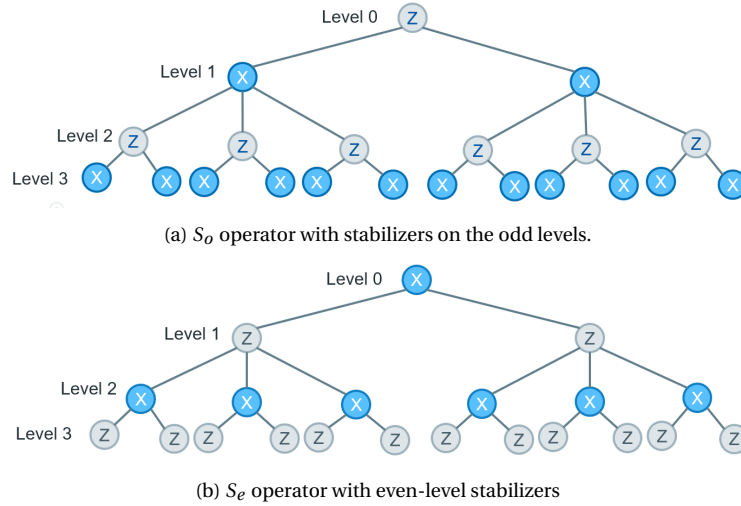 Level 0 Z
Level 1 X X
Level 2 Z Z Z Z Z Z
Level 3 X X X X X X X X X X X X
(a) S_o operator with stabilizers on the odd levels.
Level 0 X
Level 1 Z Z
Level 2 X X X X X X
Level 3 Z Z Z Z Z Z Z Z Z Z Z Z
(b) S_e operator with even-level stabilizers